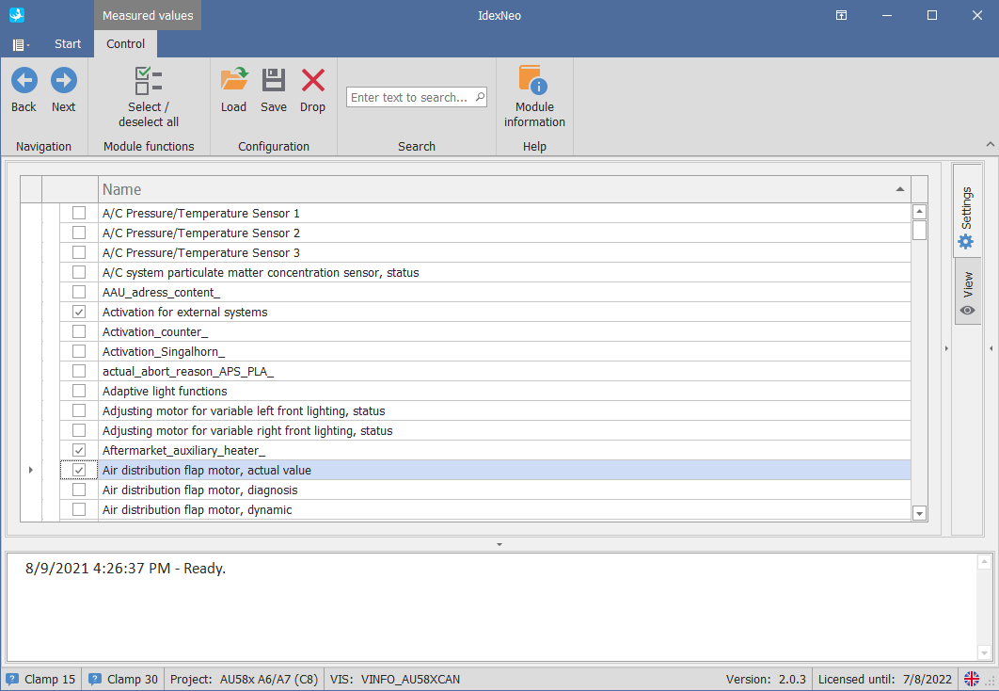 Measured values
IdexNeo
Start
Control
Back
Next
Select /
deselect all
Load
Save
Drop
Enter text to search...
Module
information
Navigation
Module functions
Configuration
Search
Help
Name
A/C Pressure/Temperature Sensor 1
A/C Pressure/Temperature Sensor 2
A/C Pressure/Temperature Sensor 3
A/C system particulate matter concentration sensor, status
AAU_adress_content_
Activation for external systems
Activation_counter_
Activation_Singalhorn_
actual_abort_reason_APS_PLA_
Adaptive light functions
Adjusting motor for variable left front lighting, status
Adjusting motor for variable right front lighting, status
Aftermarket_auxiliary_heater_
Air distribution flap motor, actual value
Air distribution flap motor, diagnosis
Air distribution flap motor, dynamic
Settings
View
8/9/2021 4:26:37 PM - Ready.
Clamp 15
Clamp 30
Project: AU58x A6/A7 (C8)
VIS: VINFO_AU58XCAN
Version: 2.0.3
Licensed until: 7/8/2022